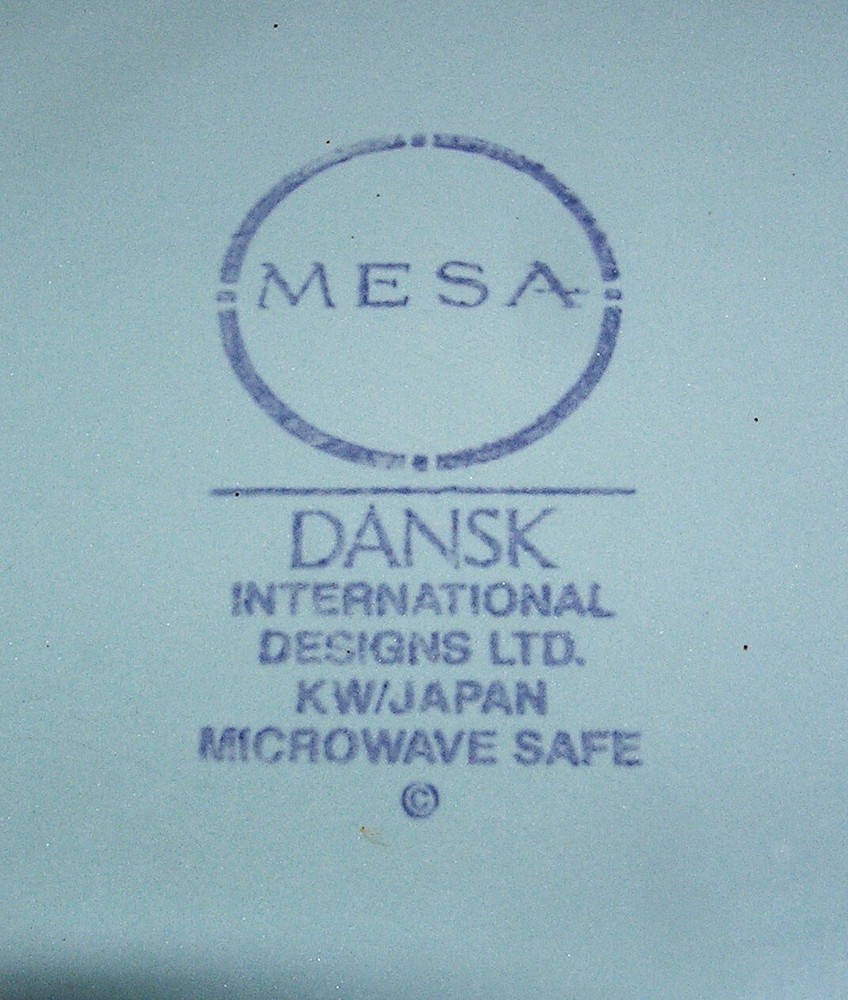 MESA
DANSK
INTERNATIONAL
DESIGNS LTD.
KW/JAPAN
MICROWAVE SAFE
©